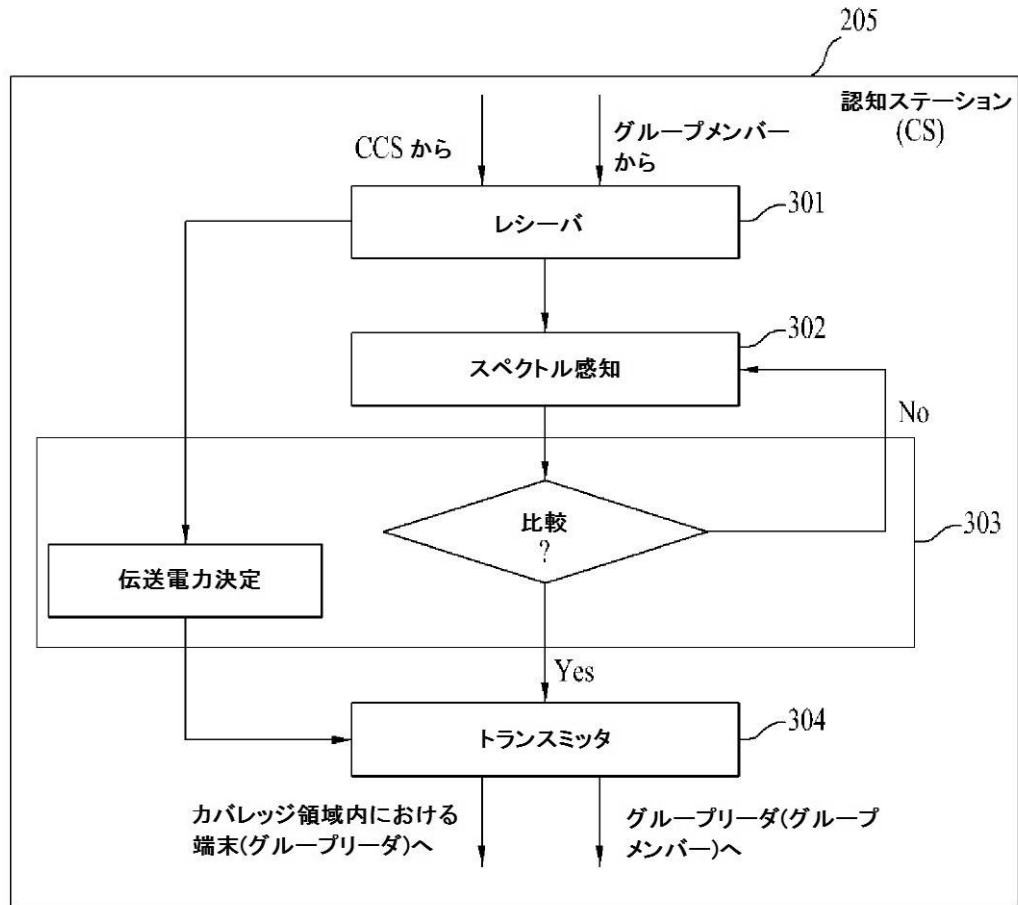 205
認知ステーション
(CS)
CCS から
グループメンバー
から
レシーバ
301
スペクトル感知
302
No
比較
?
303
伝送電力決定
Yes
トランスミッタ
304
カバレッジ領域内における
端末(グループリーダ)へ
グループリーダ(グループ
メンバー)へ